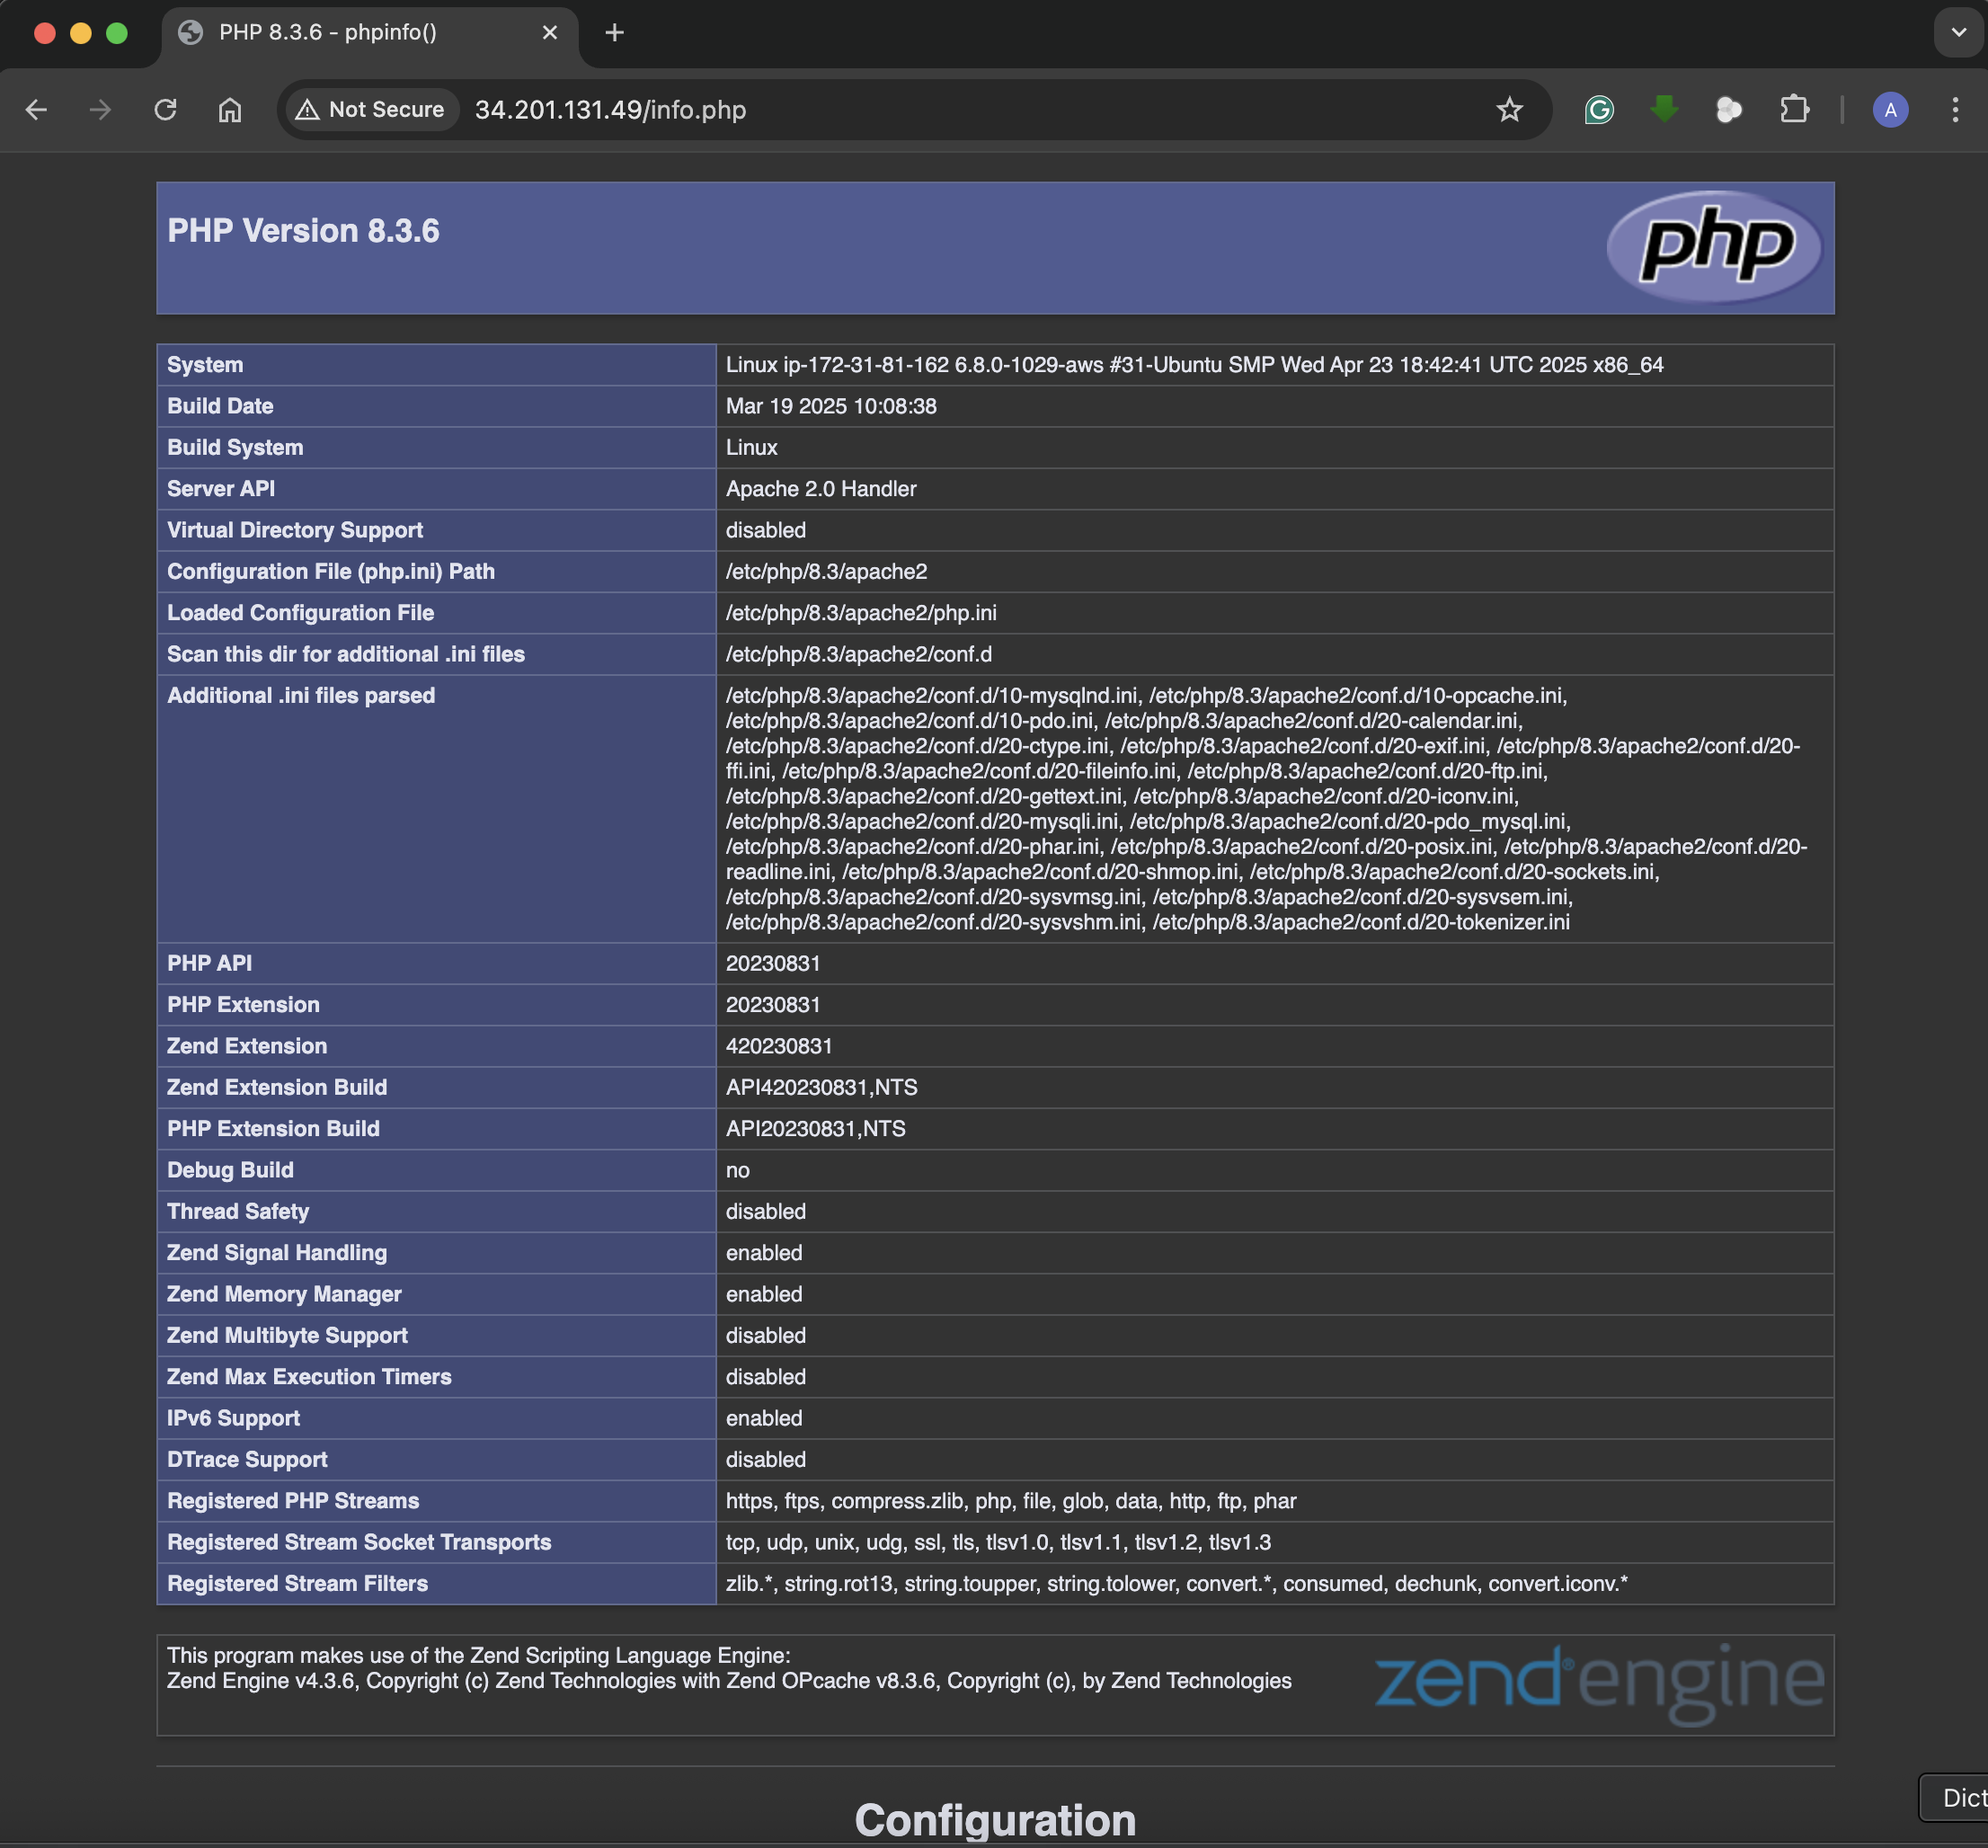 PHP 8.3.6 - phpinfo()
Not Secure
34.201.131.49/info.php
A
PHP Version 8.3.6
php
System
Linux ip-172-31-81-162 6.8.0-1029-aws #31-Ubuntu SMP Wed Apr 23 18:42:41 UTC 2025 x86_64
Build Date
Mar 19 2025 10:08:38
Build System
Linux
Server API
Apache 2.0 Handler
Virtual Directory Support
disabled
Configuration File (php.ini) Path
/etc/php/8.3/apache2
Loaded Configuration File
/etc/php/8.3/apache2/php.ini
Scan this dir for additional .ini files
/etc/php/8.3/apache2/conf.d
Additional .ini files parsed
/etc/php/8.3/apache2/conf.d/10-mysqlnd.ini, /etc/php/8.3/apache2/conf.d/10-opcache.ini,
/etc/php/8.3/apache2/conf.d/10-pdo.ini, /etc/php/8.3/apache2/conf.d/20-calendar.ini,
/etc/php/8.3/apache2/conf.d/20-ctype.ini, /etc/php/8.3/apache2/conf.d/20-exif.ini, /etc/php/8.3/apache2/conf.d/20-
ffi.ini, /etc/php/8.3/apache2/conf.d/20-fileinfo.ini, /etc/php/8.3/apache2/conf.d/20-ftp.ini,
/etc/php/8.3/apache2/conf.d/20-gettext.ini, /etc/php/8.3/apache2/conf.d/20-iconv.ini,
/etc/php/8.3/apache2/conf.d/20-mysqli.ini, /etc/php/8.3/apache2/conf.d/20-pdo_mysql.ini,
/etc/php/8.3/apache2/conf.d/20-phar.ini, /etc/php/8.3/apache2/conf.d/20-posix.ini, /etc/php/8.3/apache2/conf.d/20-
readline.ini, /etc/php/8.3/apache2/conf.d/20-shmop.ini, /etc/php/8.3/apache2/conf.d/20-sockets.ini,
/etc/php/8.3/apache2/conf.d/20-sysvmsg.ini, /etc/php/8.3/apache2/conf.d/20-sysvsem.ini,
/etc/php/8.3/apache2/conf.d/20-sysvshm.ini, /etc/php/8.3/apache2/conf.d/20-tokenizer.ini
PHP API
20230831
PHP Extension
20230831
Zend Extension
420230831
Zend Extension Build
API420230831,NTS
PHP Extension Build
API20230831,NTS
Debug Build
no
Thread Safety
disabled
Zend Signal Handling
enabled
Zend Memory Manager
enabled
Zend Multibyte Support
disabled
Zend Max Execution Timers
disabled
IPv6 Support
enabled
DTrace Support
disabled
Registered PHP Streams
https, ftps, compress.zlib, php, file, glob, data, http, ftp, phar
Registered Stream Socket Transports
tcp, udp, unix, udg, ssl, tls, tlsv1.0, tlsv1.1, tlsv1.2, tlsv1.3
Registered Stream Filters
zlib.*, string.rot13, string.toupper, string.tolower, convert.*, consumed, dechunk, convert.iconv.*
This program makes use of the Zend Scripting Language Engine:
Zend Engine v4.3.6, Copyright (c) Zend Technologies with Zend OPcache v8.3.6, Copyright (c), by Zend Technologies
zend® engine
Configuration
Dict